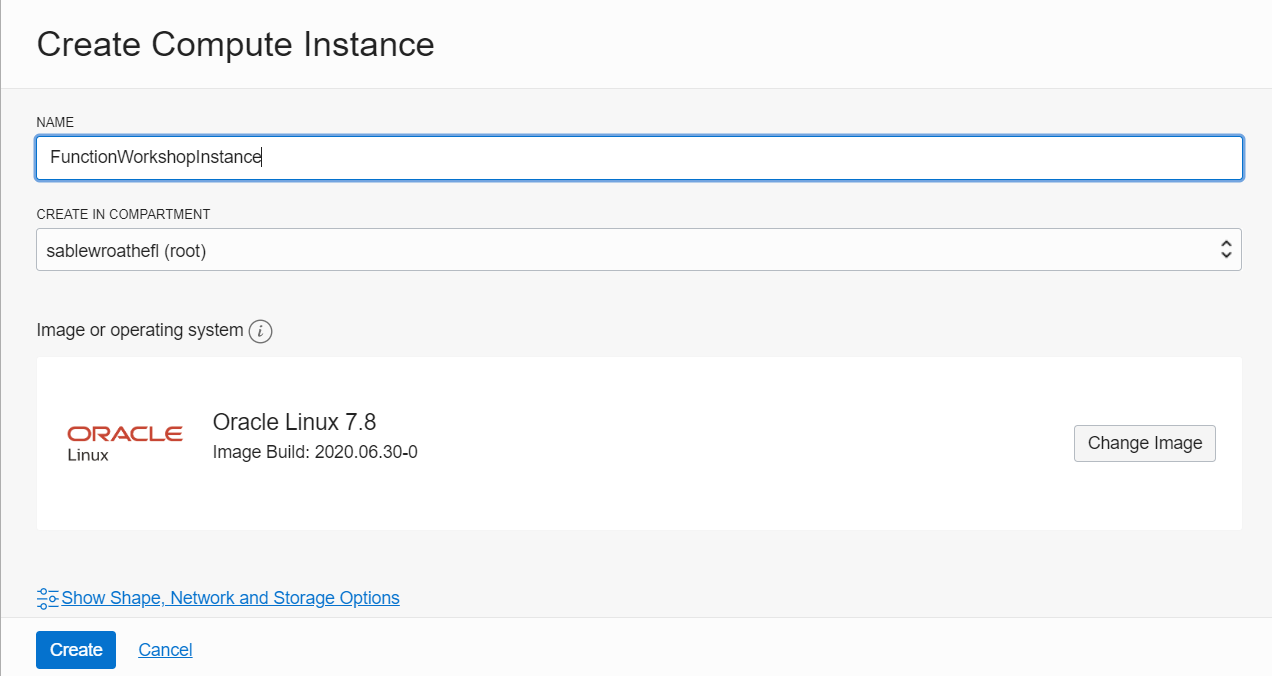 Create Compute Instance
NAME
FunctionWorkshopInstance
CREATE IN COMPARTMENT
sablewroathefl (root)
Image or operating system i
ORACLE
Linux
Oracle Linux 7.8
Image Build: 2020.06.30-0
Change Image
Show Shape, Network and Storage Options
Create Cancel